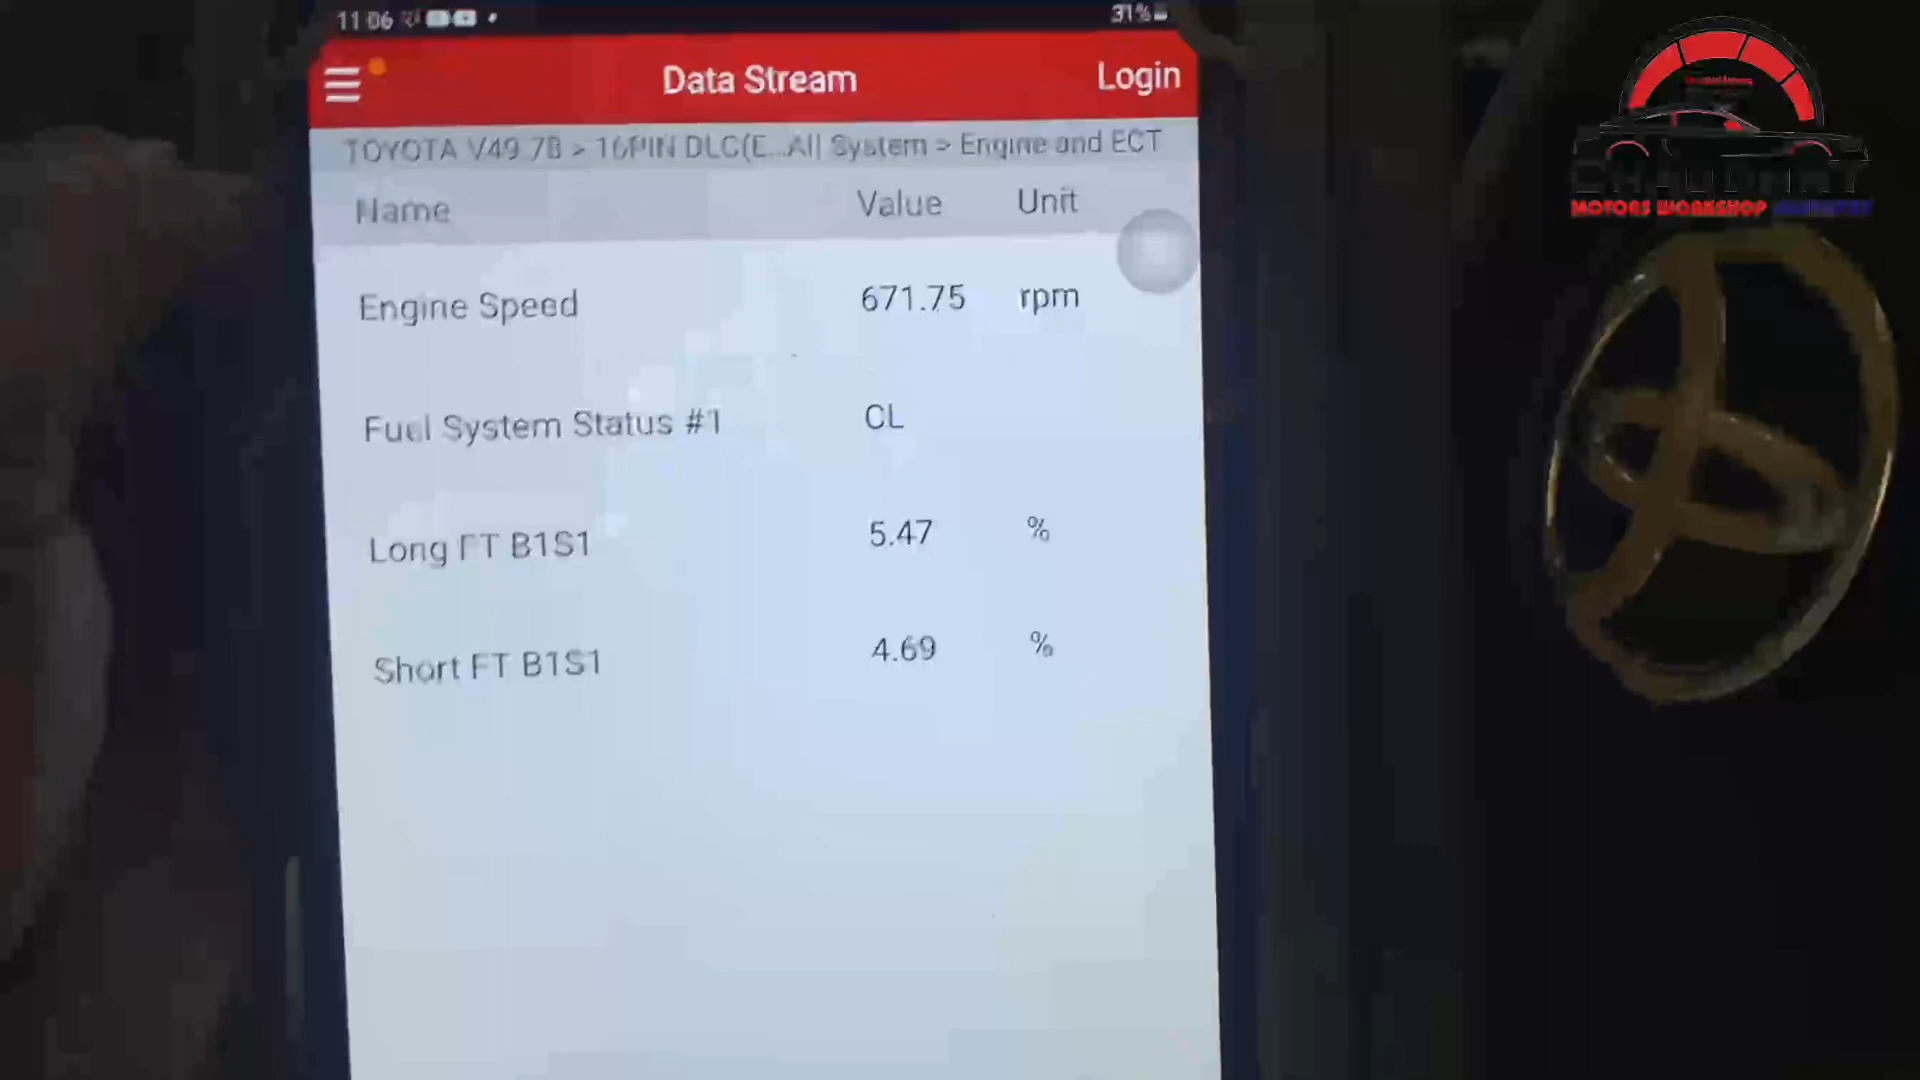 11:06
31%
Data Stream
Login
TOYOTA V49.70 > 16PIN DLC(E...All System > Engine and ECT
Name Value Unit
Engine Speed 671.75 rpm
Fuel System Status #1 CL
Long FT B1S1 5.47 %
Short FT B1S1 4.69 %
CHAUDHARY
MOTORS WORKSHOP